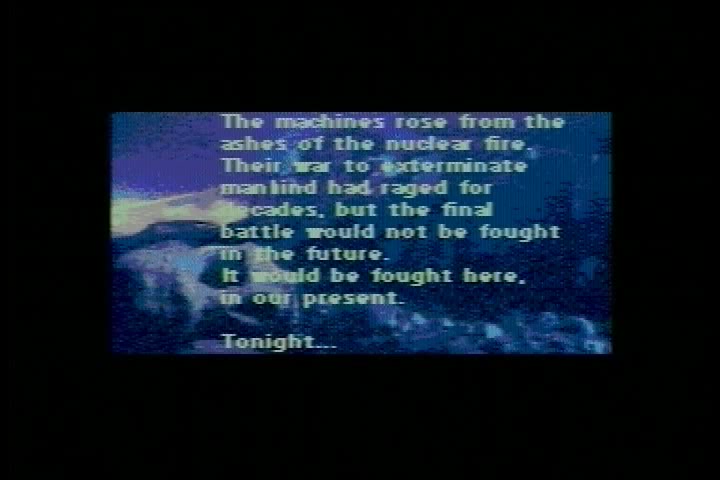 The machines rose from the
ashes of the nuclear fire.
Their war to exterminate
mankind had raged for
decades, but the final
battle would not be fought
in the future.
It would be fought here,
in our present.
Tonight...